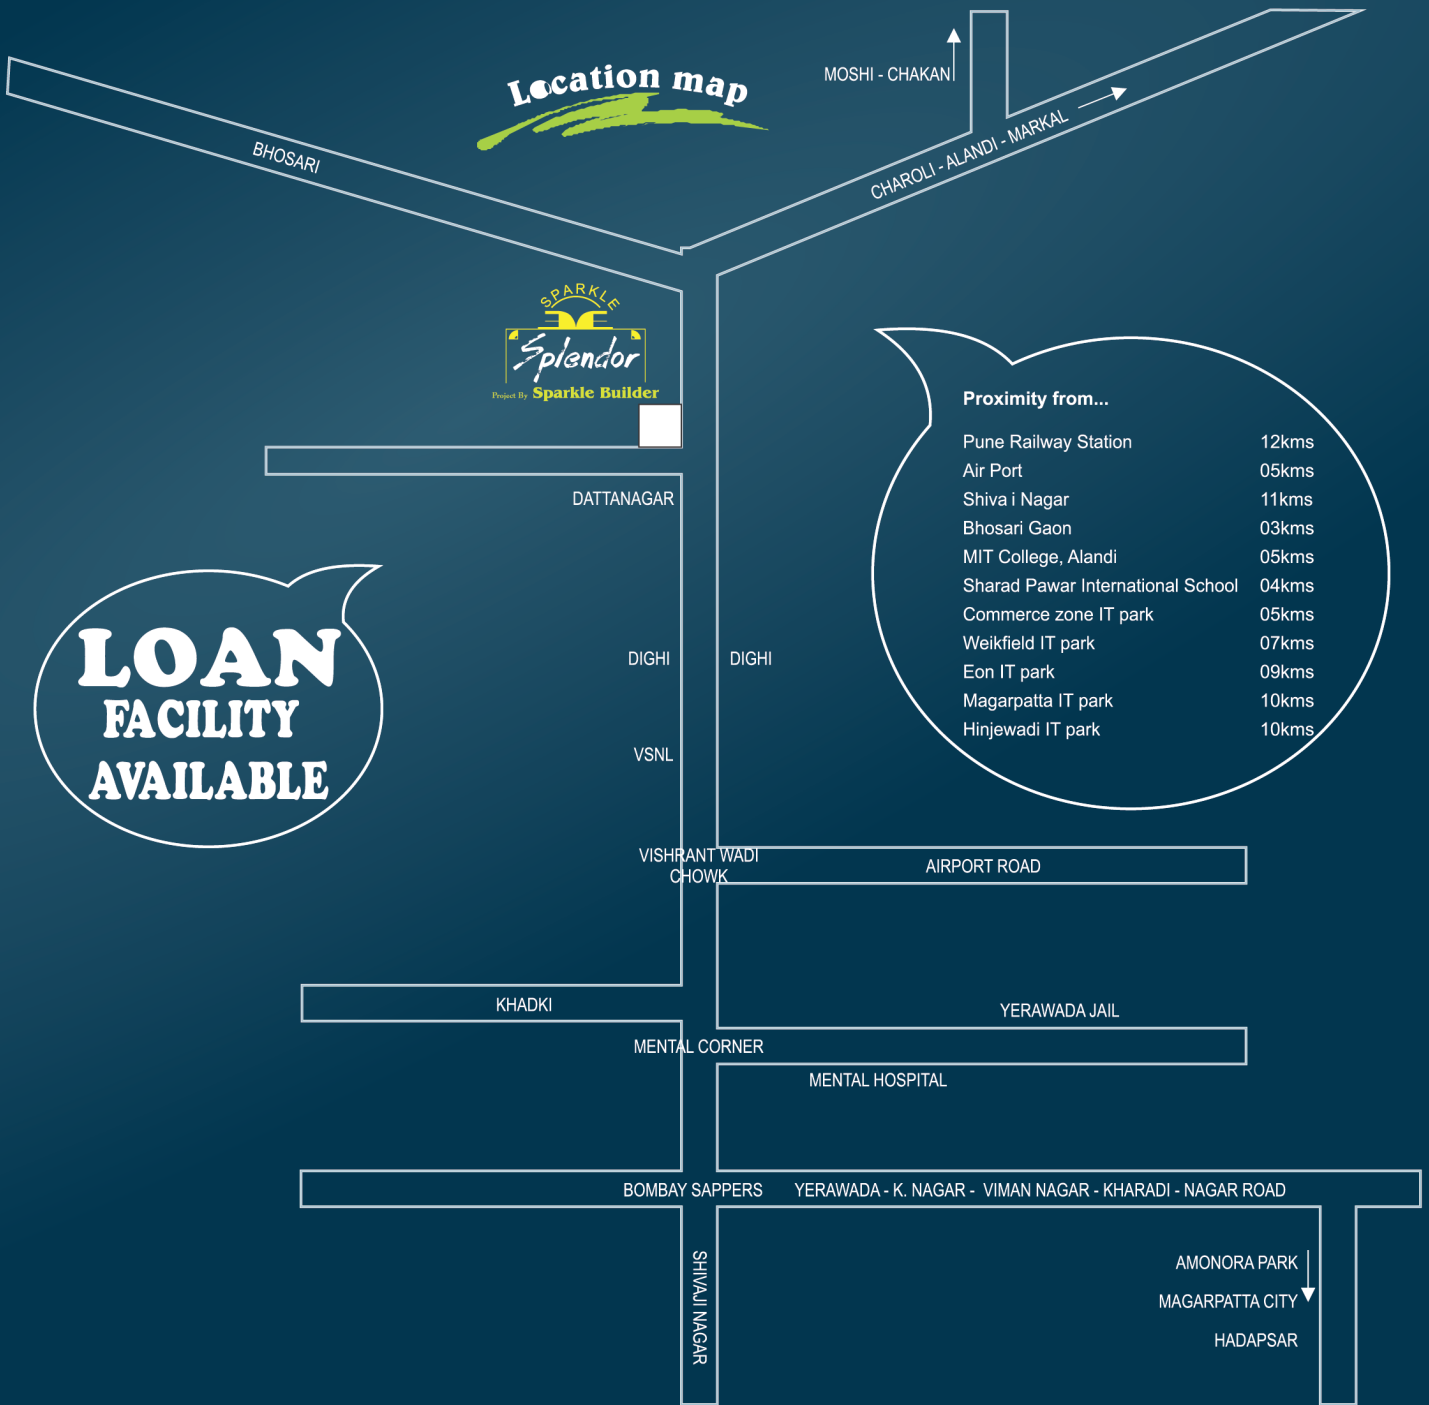 Location map
MOSHI - CHAKAN
CHAROLI - ALANDI - MARKAL
BHOSARI
SPARKLE
Splendor
Project By Sparkle Builder
Proximity from...
Pune Railway Station 12kms
Air Port 05kms
Shiva i Nagar 11kms
Bhosari Gaon 03kms
MIT College, Alandi 05kms
Sharad Pawar International School 04kms
Commerce zone IT park 05kms
Weikfield IT park 07kms
Eon IT park 09kms
Magarpatta IT park 10kms
Hinjewadi IT park 10kms
DATTANAGAR
LOAN
FACILITY
AVAILABLE
DIGHI DIGHI
VSNL
VISHRANT WADI
CHOWK
AIRPORT ROAD
KHADKI
YERAWADA JAIL
MENTAL CORNER
MENTAL HOSPITAL
BOMBAY SAPPERS YERAWADA - K. NAGAR - VIMAN NAGAR - KHARADI - NAGAR ROAD
SHIVAJI NAGAR
AMONORA PARK
MAGARPATTA CITY
HADAPSAR